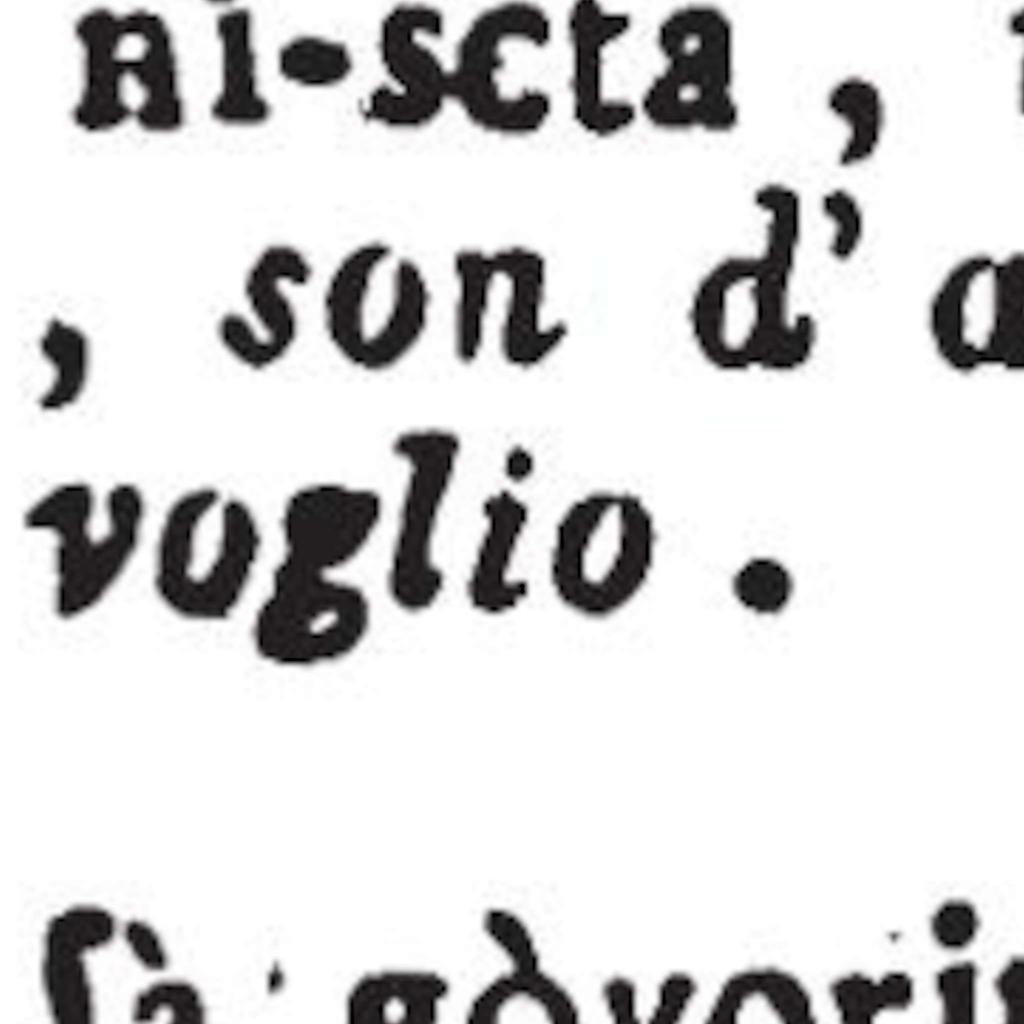 ni-scta ,
, son d'
voglio .